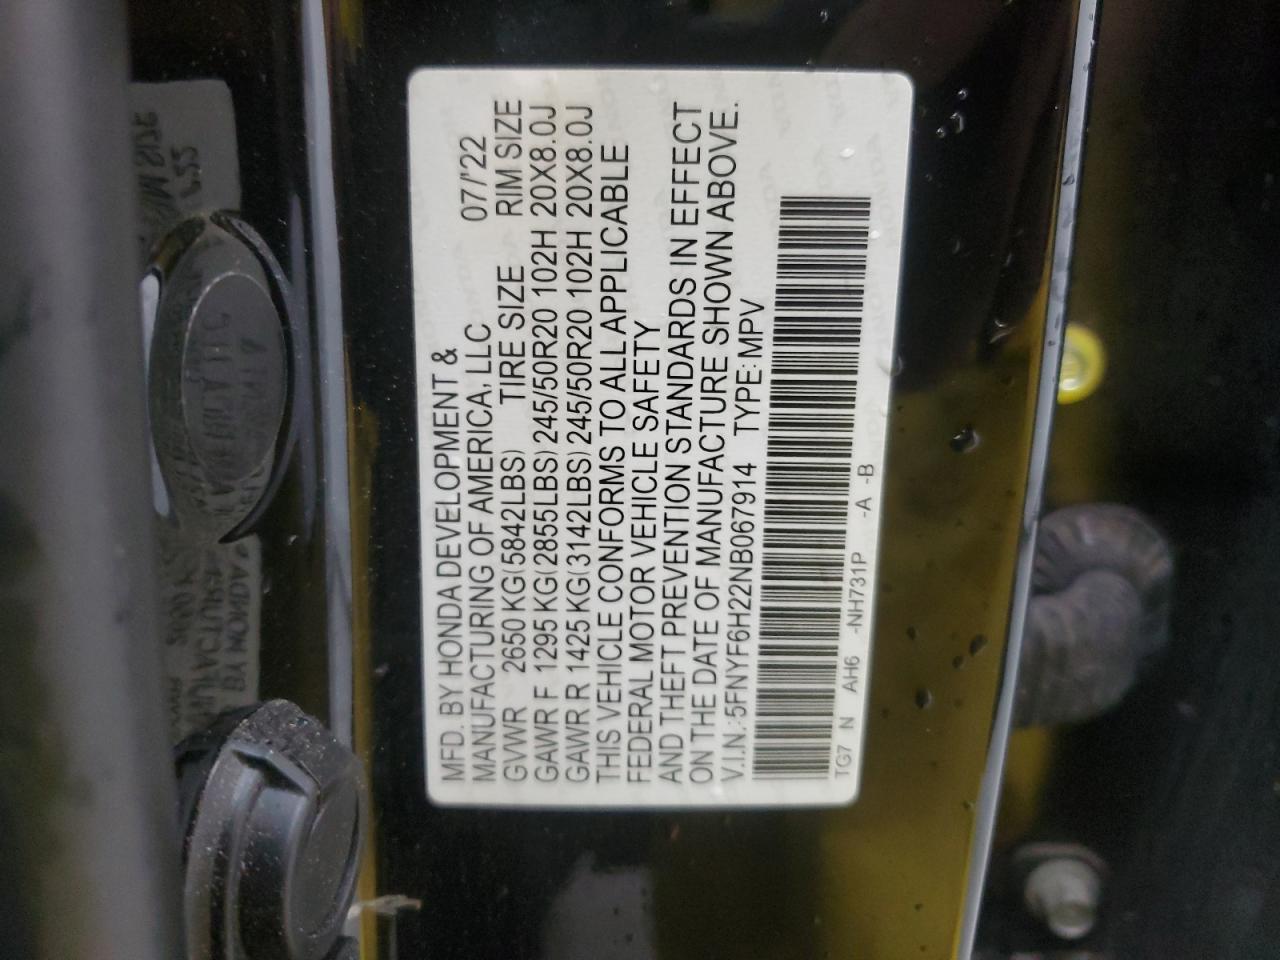 MFD. BY HONDA DEVELOPMENT &
MANUFACTURING OF AMERICA, LLC 07/'22
GVWR 2650 KG(5842LBS) TIRE SIZE RIM SIZE
GAWR F 1295 KG(2855LBS) 245/50R20 102H 20X8.0J
GAWR R 1425 KG(3142LBS) 245/50R20 102H 20X8.0J
THIS VEHICLE CONFORMS TO ALL APPLICABLE
FEDERAL MOTOR VEHICLE SAFETY
AND THEFT PREVENTION STANDARDS IN EFFECT
ON THE DATE OF MANUFACTURE SHOWN ABOVE.
V.I.N.:5FNYF6H22NB067914 TYPE:MPV
TG7 N AH6 -NH731P -A -B